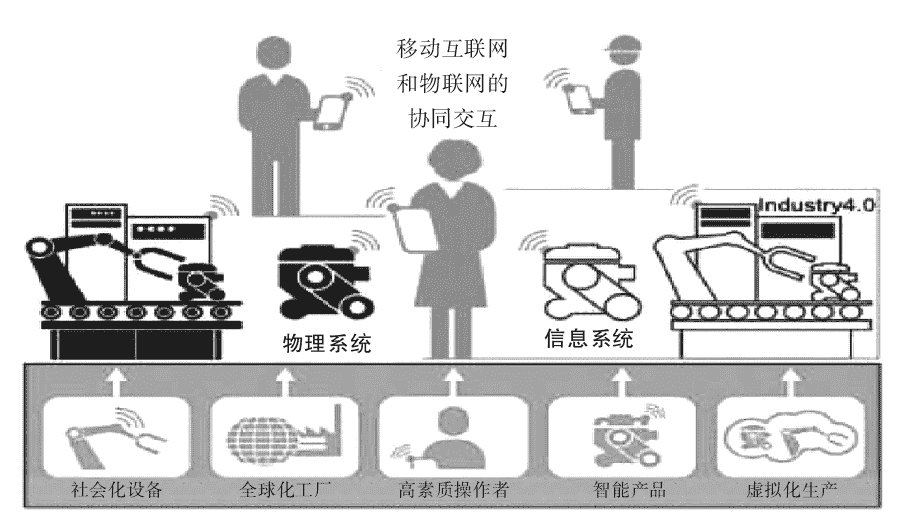 移动互联网
和物联网的
协同交互
Industry4.0
物理系统
信息系统
社会化设备
全球化工厂
高素质操作者
智能产品
虚拟化生产